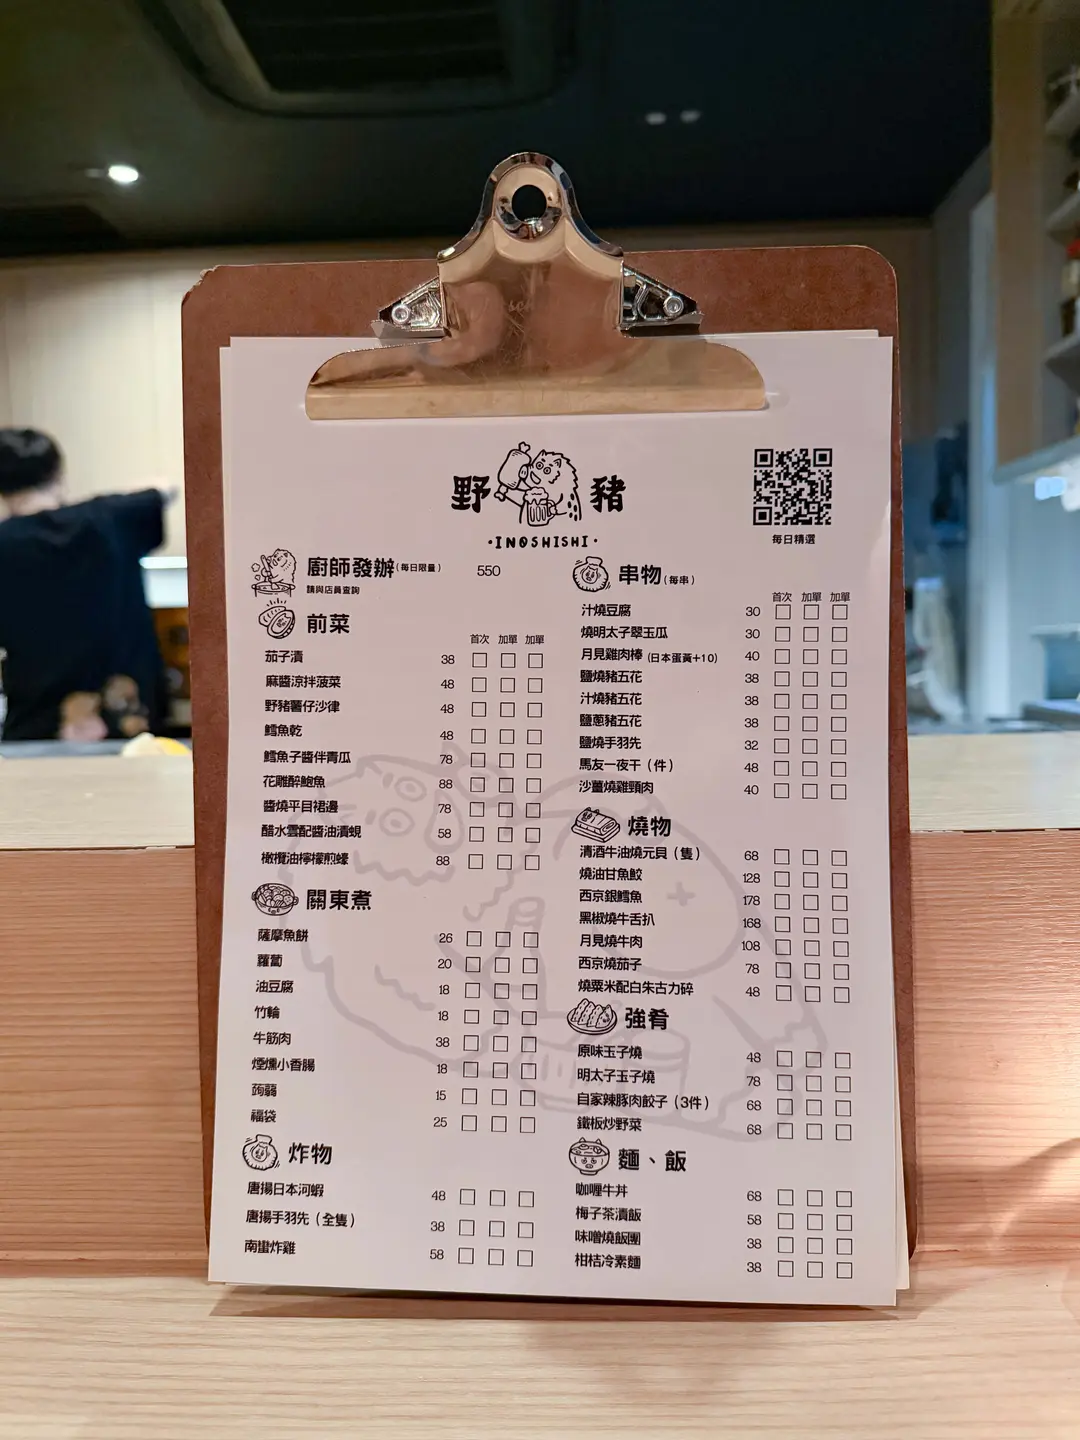 野豬
·INOSHISHI·
每日精選
廚師發辦(每日限量) 550
請與店員查詢
前菜
首次 加單 加單
茄子漬 38
麻醬涼拌菠菜 48
野豬薯仔沙律 48
鱈魚乾 48
鱈魚子醬伴青瓜 78
花雕醉鮑魚 88
醬燒平目裙邊 78
醋水雲配醬油漬蜆 58
橄欖油檸檬煎蠔 88
關東煮
薩摩魚餅 26
蘿蔔 20
油豆腐 18
竹輪 18
牛筋肉 38
煙燻小香腸 18
蒟蒻 15
福袋 25
炸物
唐揚日本河蝦 48
唐揚手羽先（全隻） 38
南蠻炸雞 58
串物(每串)
首次 加單 加單
汁燒豆腐 30
燒明太子翠玉瓜 30
月見雞肉棒 (日本蛋黃+10) 40
鹽燒豬五花 38
汁燒豬五花 38
鹽蔥豬五花 38
鹽燒手羽先 32
馬友一夜干（件） 48
沙薑燒雞頸肉 40
燒物
清酒牛油燒元貝（隻） 68
燒油甘魚鮫 128
西京銀鱈魚 178
黑椒燒牛舌扒 168
月見燒牛肉 108
西京燒茄子 78
燒粟米配白朱古力碎 48
強肴
原味玉子燒 48
明太子玉子燒 78
自家辣豚肉餃子（3件） 68
鐵板炒野菜 68
麵、飯
咖喱牛丼 68
梅子茶漬飯 58
味噌燒飯團 38
柑桔冷素麵 38